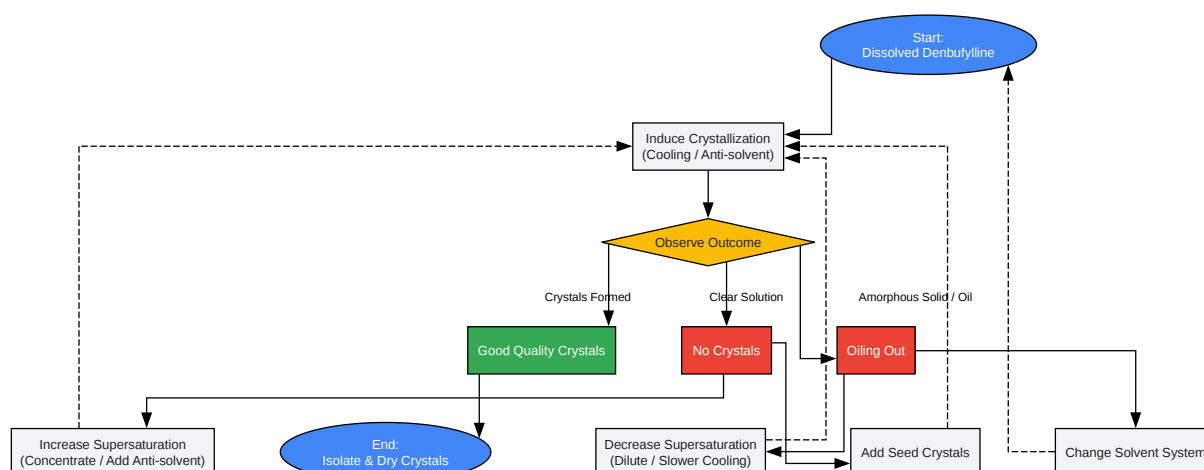 Start:
Dissolved Denbufylline
Induce Crystallization
(Cooling / Anti-solvent)
Observe Outcome
Crystals Formed
Clear Solution
Amorphous Solid / Oil
Good Quality Crystals
No Crystals
Oiling Out
Increase Supersaturation
(Concentrate / Add Anti-solvent)
End:
Isolate & Dry Crystals
Decrease Supersaturation
(Dilute / Slower Cooling)
Add Seed Crystals
Change Solvent System